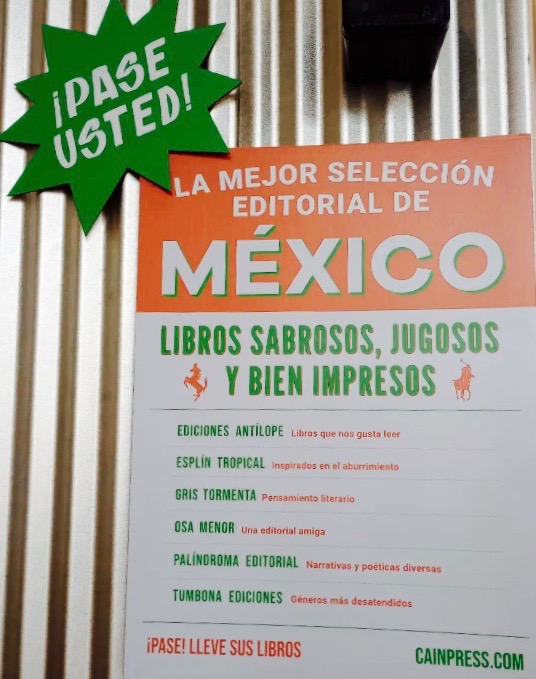 ¡PASE
USTED!
LA MEJOR SELECCIÓN
EDITORIAL DE
MÉXICO
LIBROS SABROSOS, JUGOSOS
Y BIEN IMPRESOS
EDICIONES ANTÍLOPE Libros que nos gusta leer
ESPLÍN TROPICAL Inspirados en el aburrimiento
GRIS TORMENTA Pensamiento literario
OSA MENOR Una editorial amiga
PALÍNDROMA EDITORIAL Narrativas y poéticas diversas
TUMBONA EDICIONES Géneros más desatendidos
¡PASE! LLEVE SUS LIBROS
CAINPRESS.COM